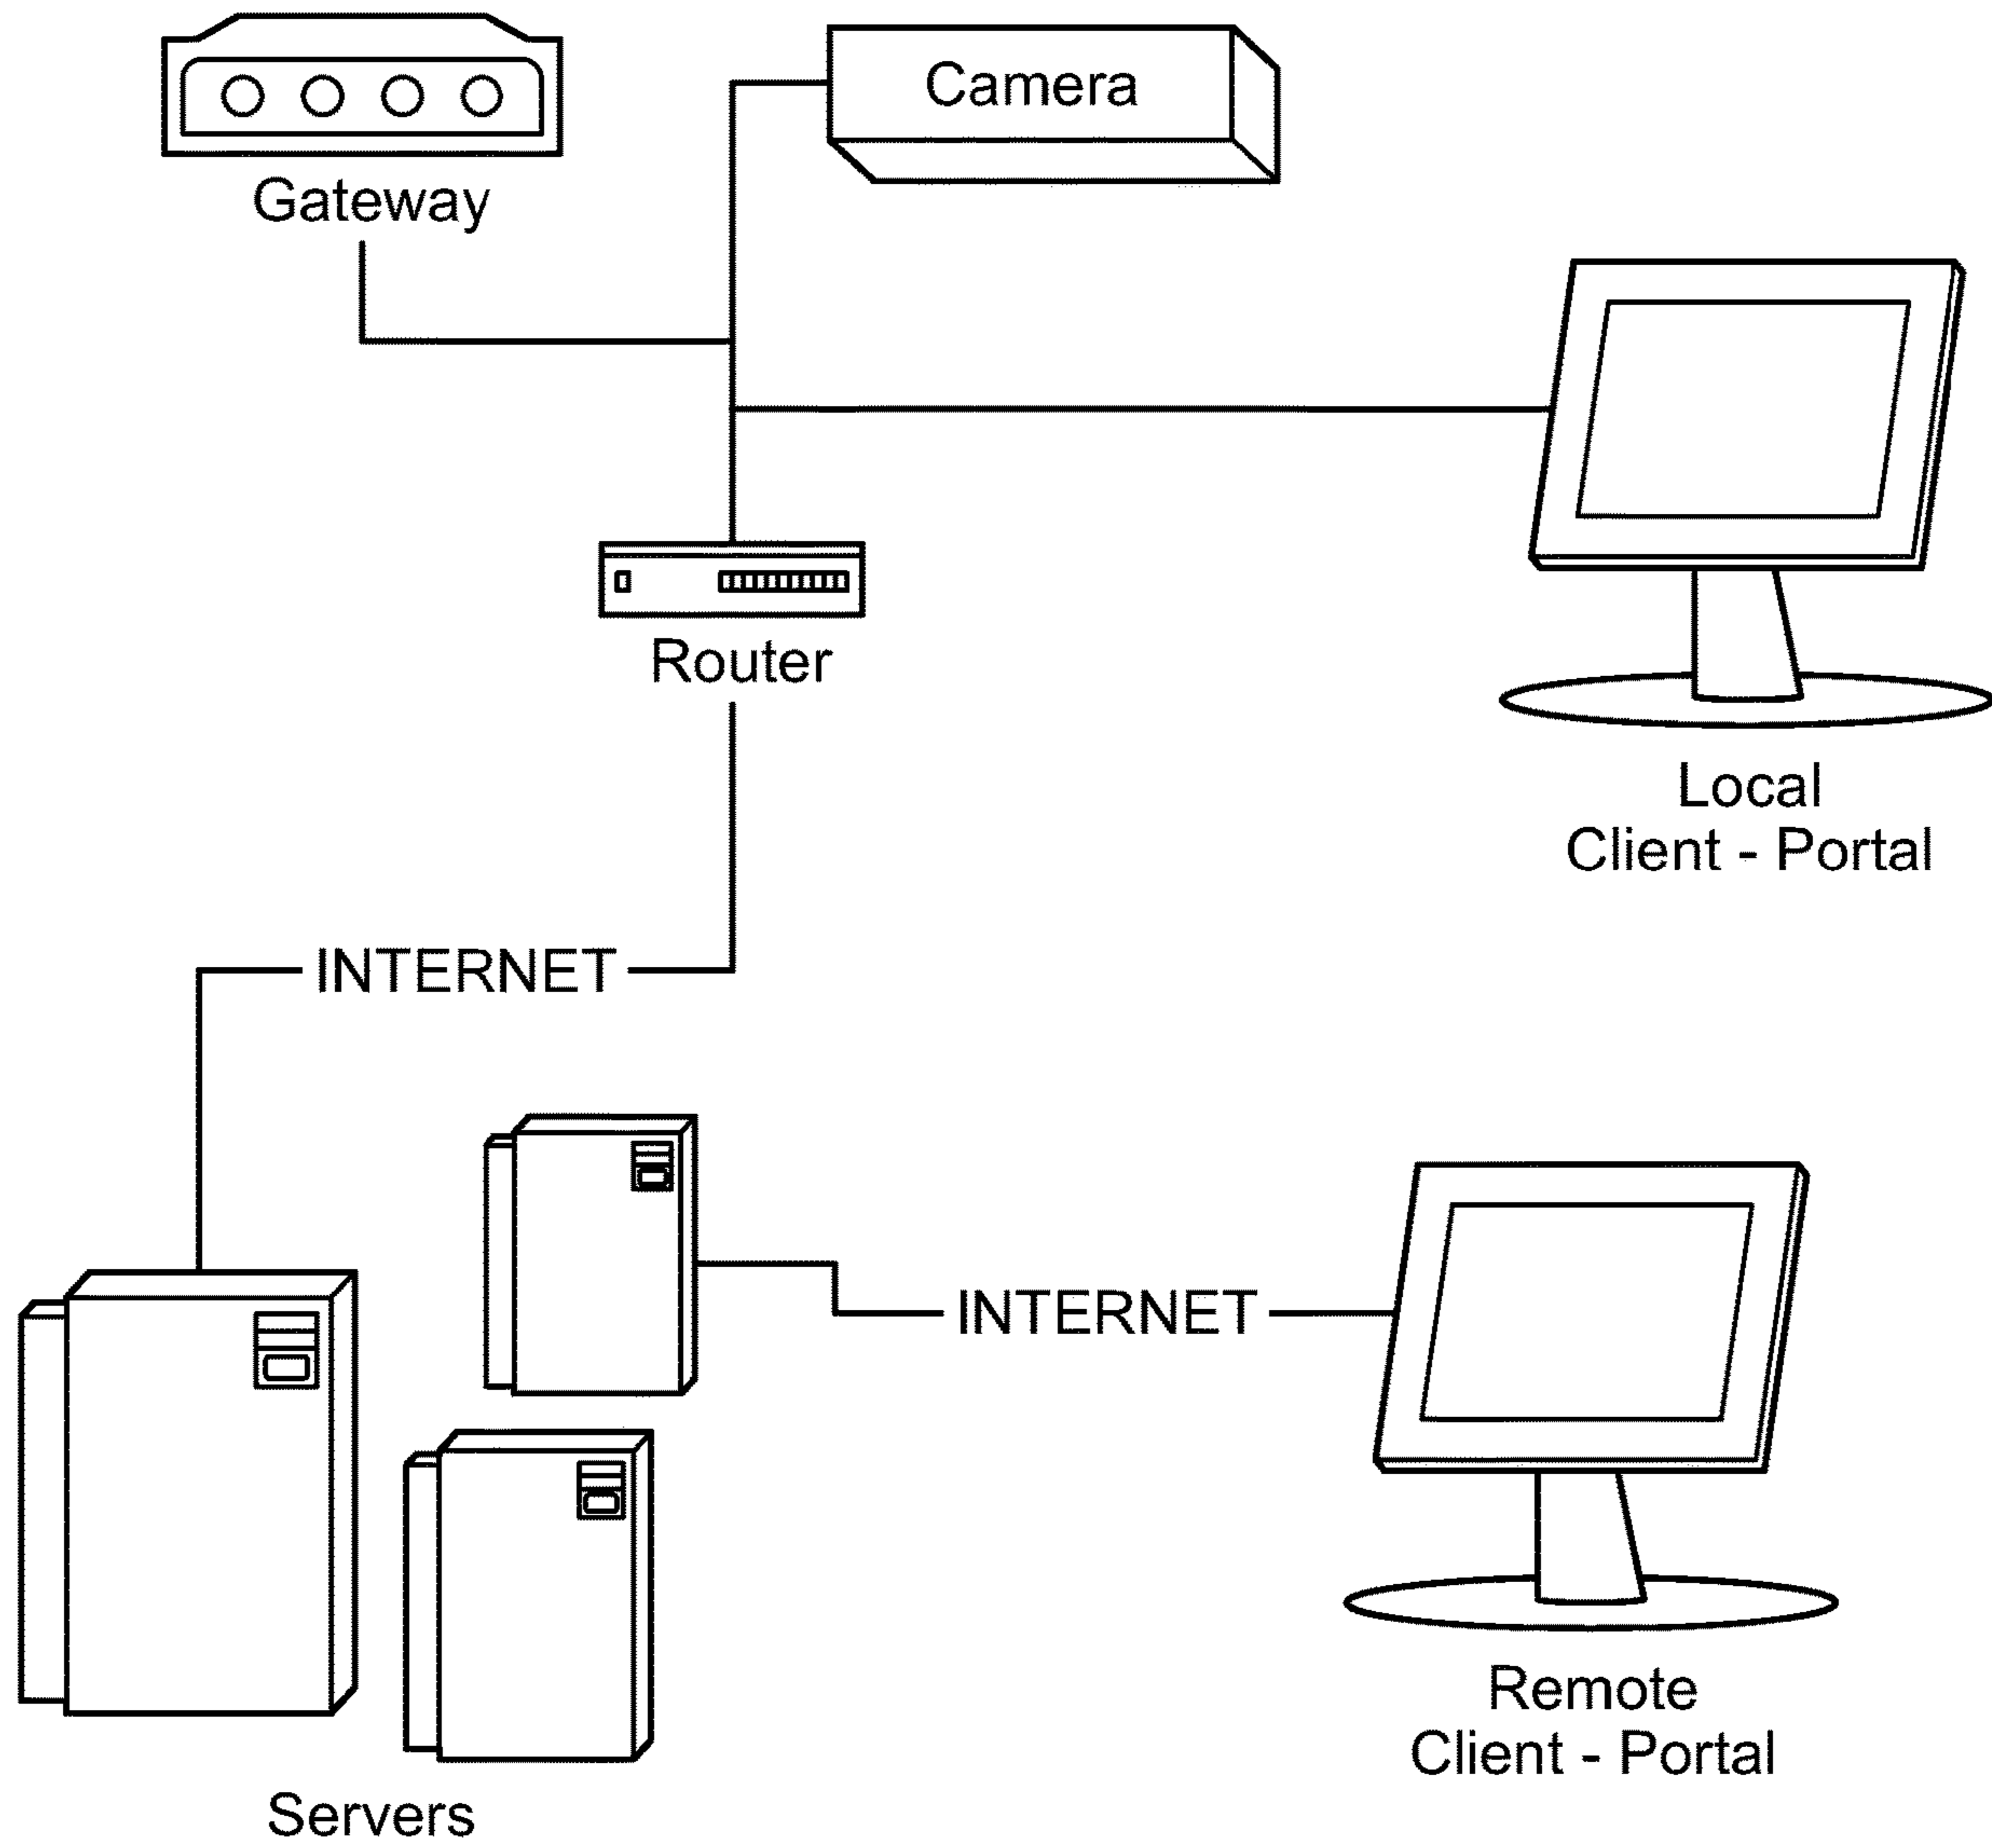 Camera
Gateway
Router
Local
Client - Portal
INTERNET
INTERNET
Remote
Client - Portal
Servers